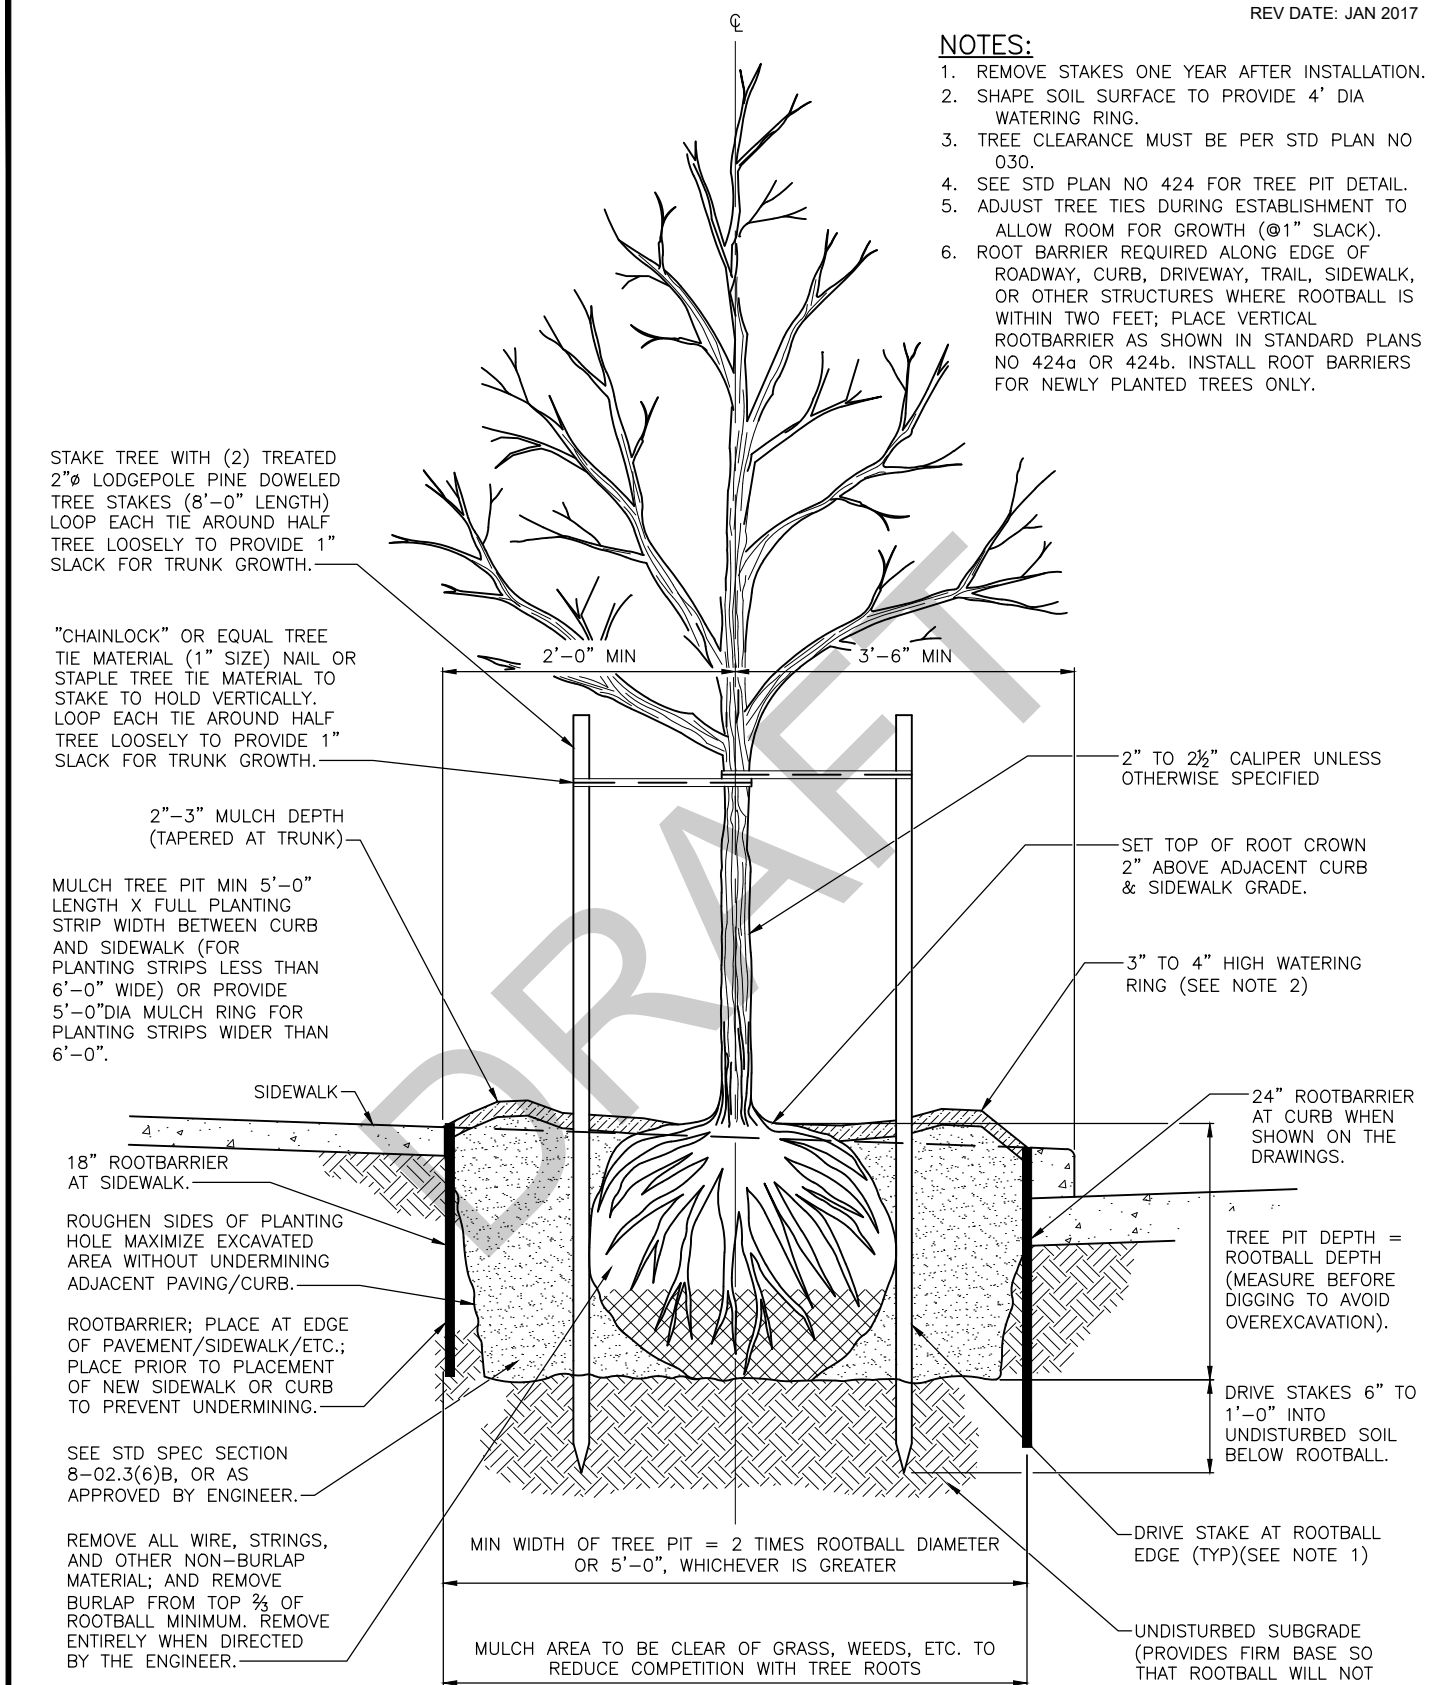 REV DATE: JAN 2017
℄
NOTES:
1. REMOVE STAKES ONE YEAR AFTER INSTALLATION.
2. SHAPE SOIL SURFACE TO PROVIDE 4' DIA
WATERING RING.
3. TREE CLEARANCE MUST BE PER STD PLAN NO
030.
4. SEE STD PLAN NO 424 FOR TREE PIT DETAIL.
5. ADJUST TREE TIES DURING ESTABLISHMENT TO
ALLOW ROOM FOR GROWTH (@1" SLACK).
6. ROOT BARRIER REQUIRED ALONG EDGE OF
ROADWAY, CURB, DRIVEWAY, TRAIL, SIDEWALK,
OR OTHER STRUCTURES WHERE ROOTBALL IS
WITHIN TWO FEET; PLACE VERTICAL
ROOTBARRIER AS SHOWN IN STANDARD PLANS
NO 424a OR 424b. INSTALL ROOT BARRIERS
FOR NEWLY PLANTED TREES ONLY.
STAKE TREE WITH (2) TREATED
2"ø LODGEPOLE PINE DOWELED
TREE STAKES (8'-0" LENGTH)
LOOP EACH TIE AROUND HALF
TREE LOOSELY TO PROVIDE 1"
SLACK FOR TRUNK GROWTH.
"CHAINLOCK" OR EQUAL TREE
TIE MATERIAL (1" SIZE) NAIL OR
STAPLE TREE TIE MATERIAL TO
STAKE TO HOLD VERTICALLY.
LOOP EACH TIE AROUND HALF
TREE LOOSELY TO PROVIDE 1"
SLACK FOR TRUNK GROWTH.
2'-0" MIN
3'-6" MIN
2"-3" MULCH DEPTH
(TAPERED AT TRUNK)
MULCH TREE PIT MIN 5'-0"
LENGTH X FULL PLANTING
STRIP WIDTH BETWEEN CURB
AND SIDEWALK (FOR
PLANTING STRIPS LESS THAN
6'-0" WIDE) OR PROVIDE
5'-0"DIA MULCH RING FOR
PLANTING STRIPS WIDER THAN
6'-0".
SIDEWALK
18" ROOTBARRIER
AT SIDEWALK.
ROUGHEN SIDES OF PLANTING
HOLE MAXIMIZE EXCAVATED
AREA WITHOUT UNDERMINING
ADJACENT PAVING/CURB.
ROOTBARRIER; PLACE AT EDGE
OF PAVEMENT/SIDEWALK/ETC.;
PLACE PRIOR TO PLACEMENT
OF NEW SIDEWALK OR CURB
TO PREVENT UNDERMINING.
SEE STD SPEC SECTION
8-02.3(6)B, OR AS
APPROVED BY ENGINEER.
REMOVE ALL WIRE, STRINGS,
AND OTHER NON-BURLAP
MATERIAL; AND REMOVE
BURLAP FROM TOP ⅔ OF
ROOTBALL MINIMUM. REMOVE
ENTIRELY WHEN DIRECTED
BY THE ENGINEER.
2" TO 2½" CALIPER UNLESS
OTHERWISE SPECIFIED
SET TOP OF ROOT CROWN
2" ABOVE ADJACENT CURB
& SIDEWALK GRADE.
3" TO 4" HIGH WATERING
RING (SEE NOTE 2)
24" ROOTBARRIER
AT CURB WHEN
SHOWN ON THE
DRAWINGS.
TREE PIT DEPTH =
ROOTBALL DEPTH
(MEASURE BEFORE
DIGGING TO AVOID
OVEREXCAVATION).
DRIVE STAKES 6" TO
1'-0" INTO
UNDISTURBED SOIL
BELOW ROOTBALL.
DRIVE STAKE AT ROOTBALL
EDGE (TYP)(SEE NOTE 1)
UNDISTURBED SUBGRADE
(PROVIDES FIRM BASE SO
THAT ROOTBALL WILL NOT
MIN WIDTH OF TREE PIT = 2 TIMES ROOTBALL DIAMETER
OR 5'-0", WHICHEVER IS GREATER
MULCH AREA TO BE CLEAR OF GRASS, WEEDS, ETC. TO
REDUCE COMPETITION WITH TREE ROOTS
DRAFT